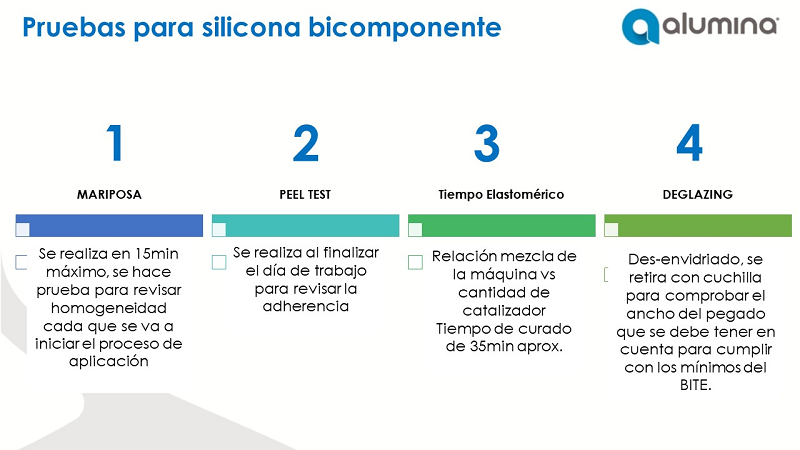 Pruebas para silicona bicomponente
alumina
1
2
3
4
MARIPOSA
PEEL TEST
Tiempo Elastomérico
DEGLAZING
Se realiza en 15min
máximo, se hace
prueba para revisar
homogeneidad
cada que se va a
iniciar el proceso de
aplicación
Se realiza al finalizar
el día de trabajo
para revisar la
adherencia
Relación mezcla de
la máquina vs
cantidad de
catalizador
Tiempo de curado
de 35min aprox.
Des-envidriado, se
retira con cuchilla
para comprobar el
ancho del pegado
que se debe tener en
cuenta para cumplir
con los mínimos del
BITE.